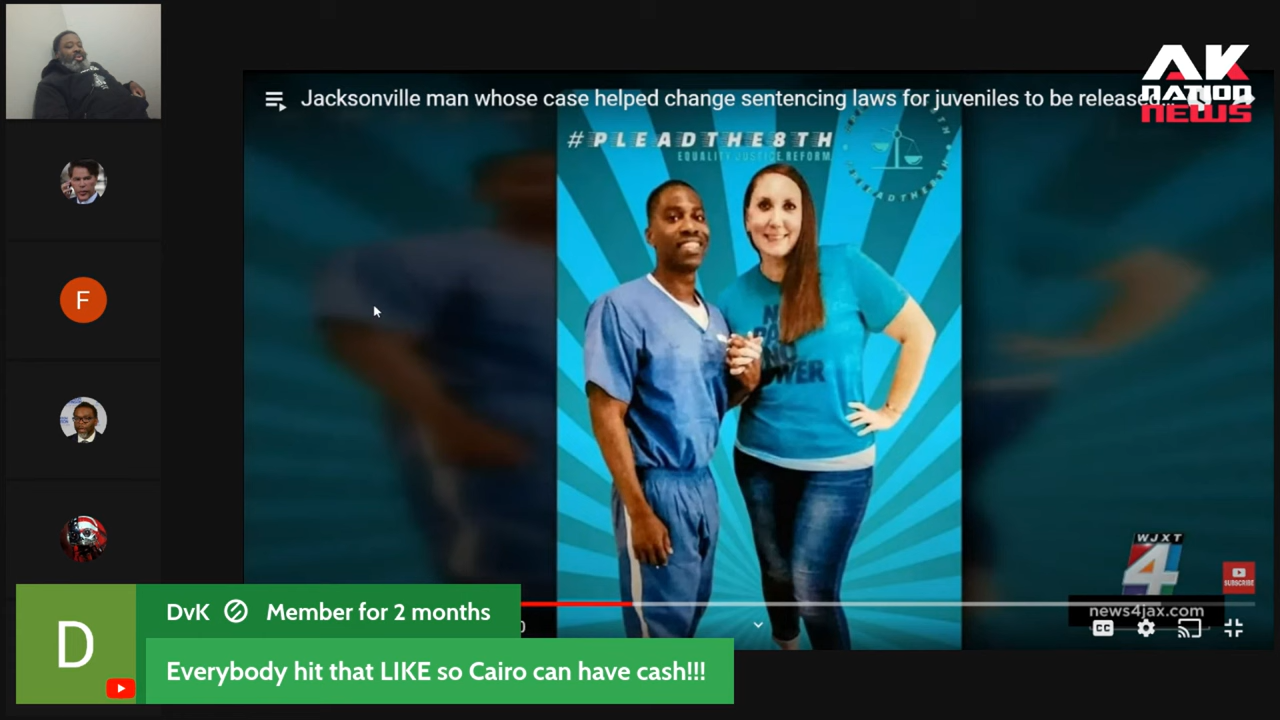 Jacksonville man whose case helped change sentencing laws for juveniles to be released...
AK
NATION
NEWS
#PLEADTHE8TH
EQUALITY JUSTICE REFORM
F
WJXT
4
SUBSCRIBE
news4jax.com
CC
D
DvK Member for 2 months
Everybody hit that LIKE so Cairo can have cash!!!